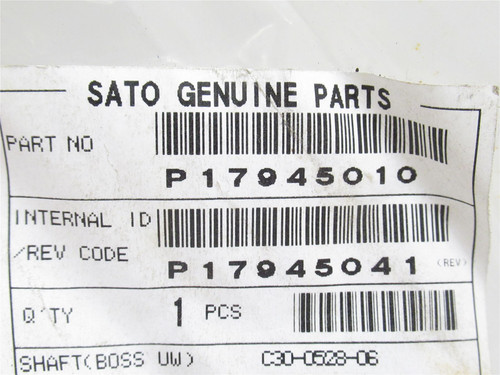 SATO GENUINE PARTS
PART NO
P17945010
INTERNAL ID
/REV CODE
P17945041 (REV)
Q'TY 1 PCS
SHAFT(BOSS UW) C30-0528-06